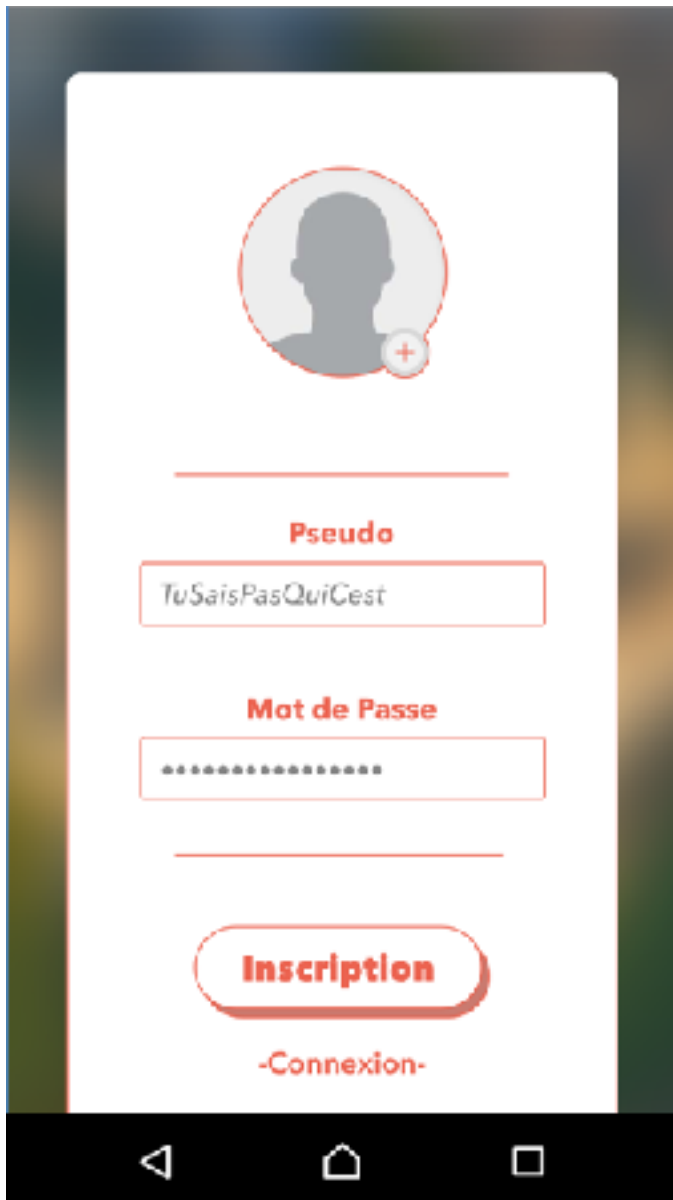 Pseudo
TuSaisPasQuiCest
Mot de Passe
••••••••••••••••
Inscription
-Connexion-